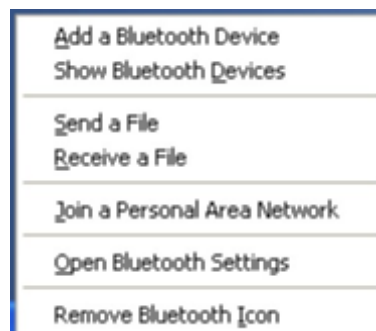 Add a Bluetooth Device
Show Bluetooth Devices
Send a File
Receive a File
Join a Personal Area Network
Open Bluetooth Settings
Remove Bluetooth Icon